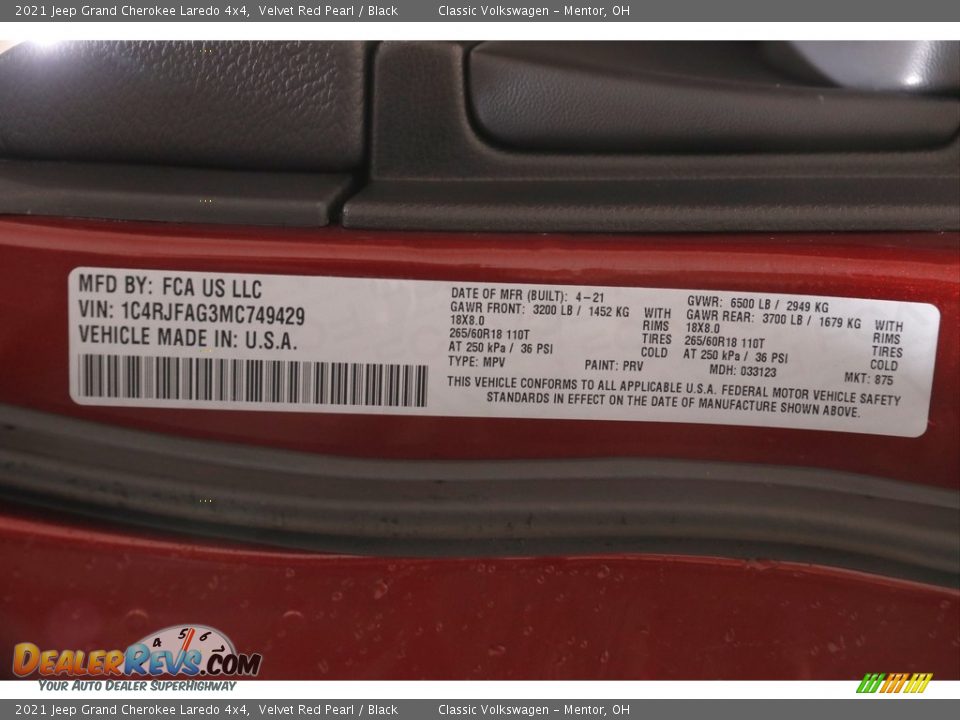 2021 Jeep Grand Cherokee Laredo 4x4, Velvet Red Pearl / Black Classic Volkswagen - Mentor, OH
MFD BY: FCA US LLC
VIN: 1C4RJFAG3MC749429
VEHICLE MADE IN: U.S.A.
DATE OF MFR (BUILT): 4-21
GAWR FRONT: 3200 LB / 1452 KG WITH
18X8.0 RIMS
265/60R18 110T TIRES
AT 250 kPa / 36 PSI COLD
TYPE: MPV PAINT: PRV
GVWR: 6500 LB / 2949 KG
GAWR REAR: 3700 LB / 1679 KG WITH
18X8.0 RIMS
265/60R18 110T TIRES
AT 250 kPa / 36 PSI COLD
MDH: 033123 MKT: 875
THIS VEHICLE CONFORMS TO ALL APPLICABLE U.S.A. FEDERAL MOTOR VEHICLE SAFETY
STANDARDS IN EFFECT ON THE DATE OF MANUFACTURE SHOWN ABOVE.
4 5 6
DEALERREVS.COM
YOUR AUTO DEALER SUPERHIGHWAY
2021 Jeep Grand Cherokee Laredo 4x4, Velvet Red Pearl / Black Classic Volkswagen - Mentor, OH